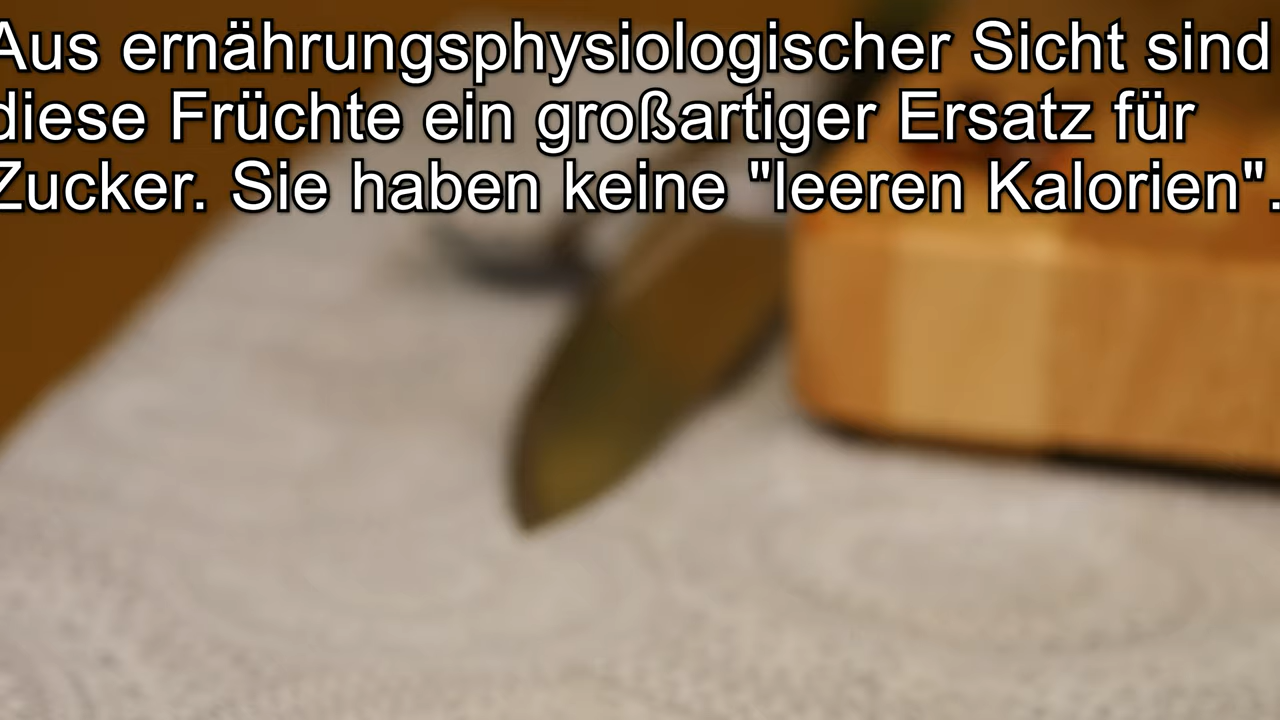 Aus ernährungsphysiologischer Sicht sind
diese Früchte ein großartiger Ersatz für
Zucker. Sie haben keine "leeren Kalorien".